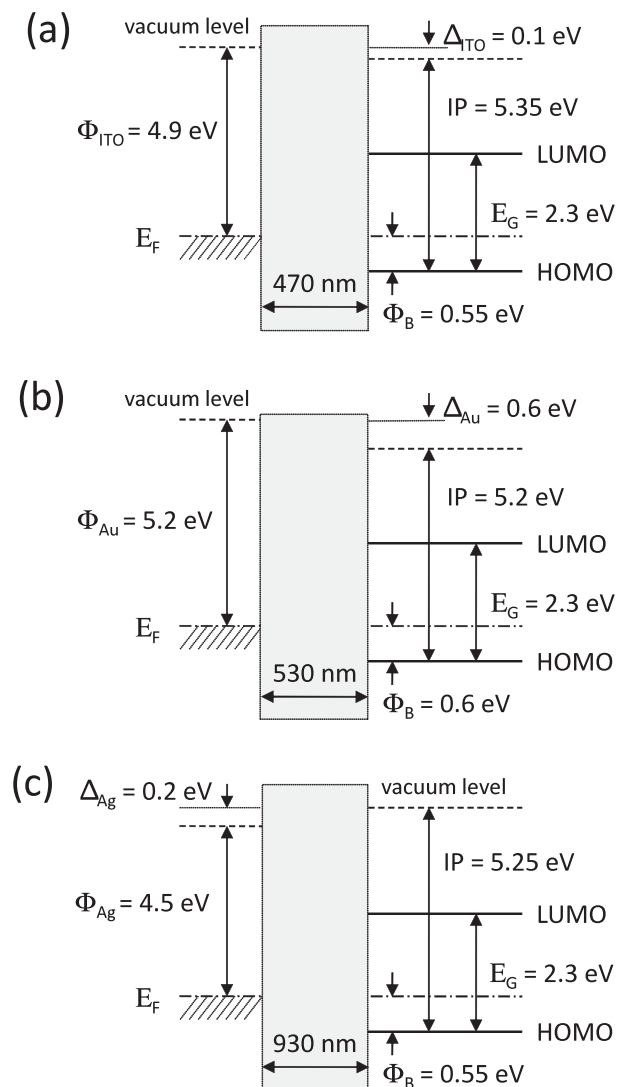 (a)
vacuum level
Δ_ITO = 0.1 eV
Φ_ITO = 4.9 eV
IP = 5.35 eV
LUMO
E_G = 2.3 eV
E_F
HOMO
470 nm
Φ_B = 0.55 eV
(b)
vacuum level
Δ_Au = 0.6 eV
Φ_Au = 5.2 eV
IP = 5.2 eV
LUMO
E_G = 2.3 eV
E_F
HOMO
530 nm
Φ_B = 0.6 eV
(c)
Δ_Ag = 0.2 eV
vacuum level
IP = 5.25 eV
Φ_Ag = 4.5 eV
LUMO
E_G = 2.3 eV
E_F
HOMO
930 nm
Φ_B = 0.55 eV